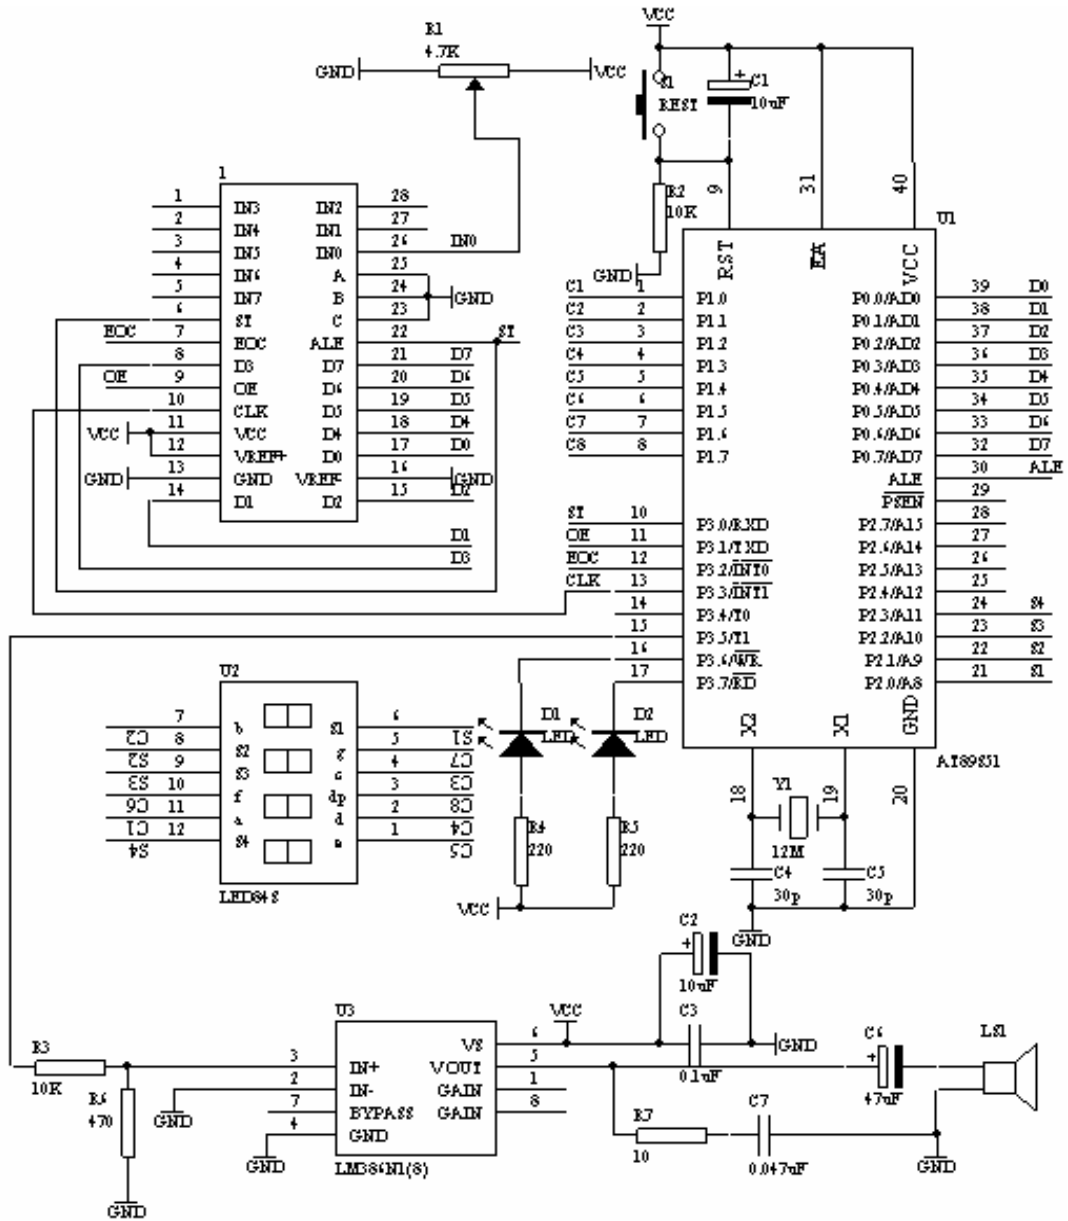 VCC
R1
4.7K
GND
VCC
S1
REST
C1
10uF
R2
10K
GND
9
31
40
U1
RST
EA
VCC
1
1 IN3 IN2 28
2 IN4 IN1 27
3 IN5 IN0 26 IN0
4 IN6 A 25
5 IN7 B 24 GND
6 ST C 23
EOC 7 EOC ALE 22 ST
8 D3 D7 21 D7
OE 9 OE D6 20 D6
10 CLK D5 19 D5
VCC 11 VCC D4 18 D4
12 VREF+ D0 17 D0
GND 13 GND VREF- 16 GND
14 D1 D2 15 D2
D1
D3
C1 1 P1.0 P0.0/AD0 39 D0
C2 2 P1.1 P0.1/AD1 38 D1
C3 3 P1.2 P0.2/AD2 37 D2
C4 4 P1.3 P0.3/AD3 36 D3
C5 5 P1.4 P0.4/AD4 35 D4
C6 6 P1.5 P0.5/AD5 34 D5
C7 7 P1.6 P0.6/AD6 33 D6
C8 8 P1.7 P0.7/AD7 32 D7
ALE 30 ALE
PSEN 29
ST 10 P3.0/RXD P2.7/A15 28
OE 11 P3.1/TXD P2.6/A14 27
EOC 12 P3.2/INT0 P2.5/A13 26
CLK 13 P3.3/INT1 P2.4/A12 25
14 P3.4/T0 P2.3/A11 24 S4
15 P3.5/T1 P2.2/A10 23 S3
16 P3.6/WR P2.1/A9 22 S2
17 P3.7/RD P2.0/A8 21 S1
X2
X1
GND
AT89S51
18
19
20
Y1
12M
C4
30p
C5
30p
GND
U2
C2 7 b S1 6 S1
S2 8 S2 g 5 C7
S3 9 S3 c 4 C3
C6 10 f dp 3 C8
C1 11 a d 2 C4
S4 12 S4 e 1 C5
LED84S
D1
LED
D2
LED
R4
220
R5
220
VCC
C2
10uF
VCC
C3
0.1uF
GND
U3
3 IN+ VS 6
2 IN- VOUT 5
7 BYPASS GAIN 1
4 GND GAIN 8
LM386N1(8)
R3
10K
R6
470
GND
GND
GND
R7
10
C7
0.047uF
C6
47uF
LS1
GND